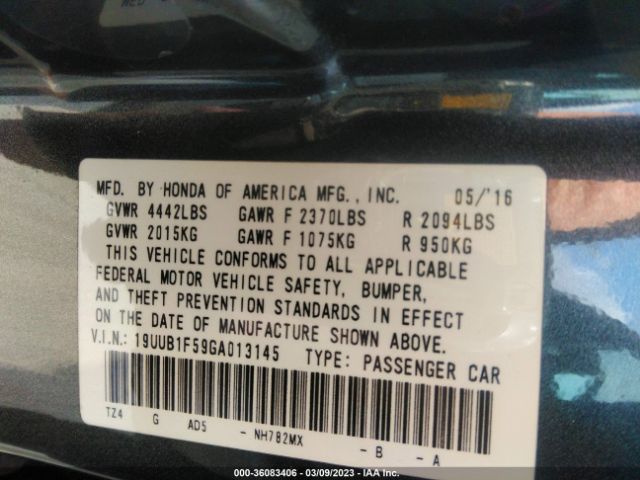 MFD. BY HONDA OF AMERICA MFG., INC. 05/'16
GVWR 4442LBS GAWR F 2370LBS R 2094LBS
GVWR 2015KG GAWR F 1075KG R 950KG
THIS VEHICLE CONFORMS TO ALL APPLICABLE
FEDERAL MOTOR VEHICLE SAFETY, BUMPER,
AND THEFT PREVENTION STANDARDS IN EFFECT
ON THE DATE OF MANUFACTURE SHOWN ABOVE.
V.I.N.: 19UUB1F59GA013145 TYPE: PASSENGER CAR
TZ4 G AD5 - NH782MX - B - A
000-36083406 - 03/09/2023 - IAA Inc.